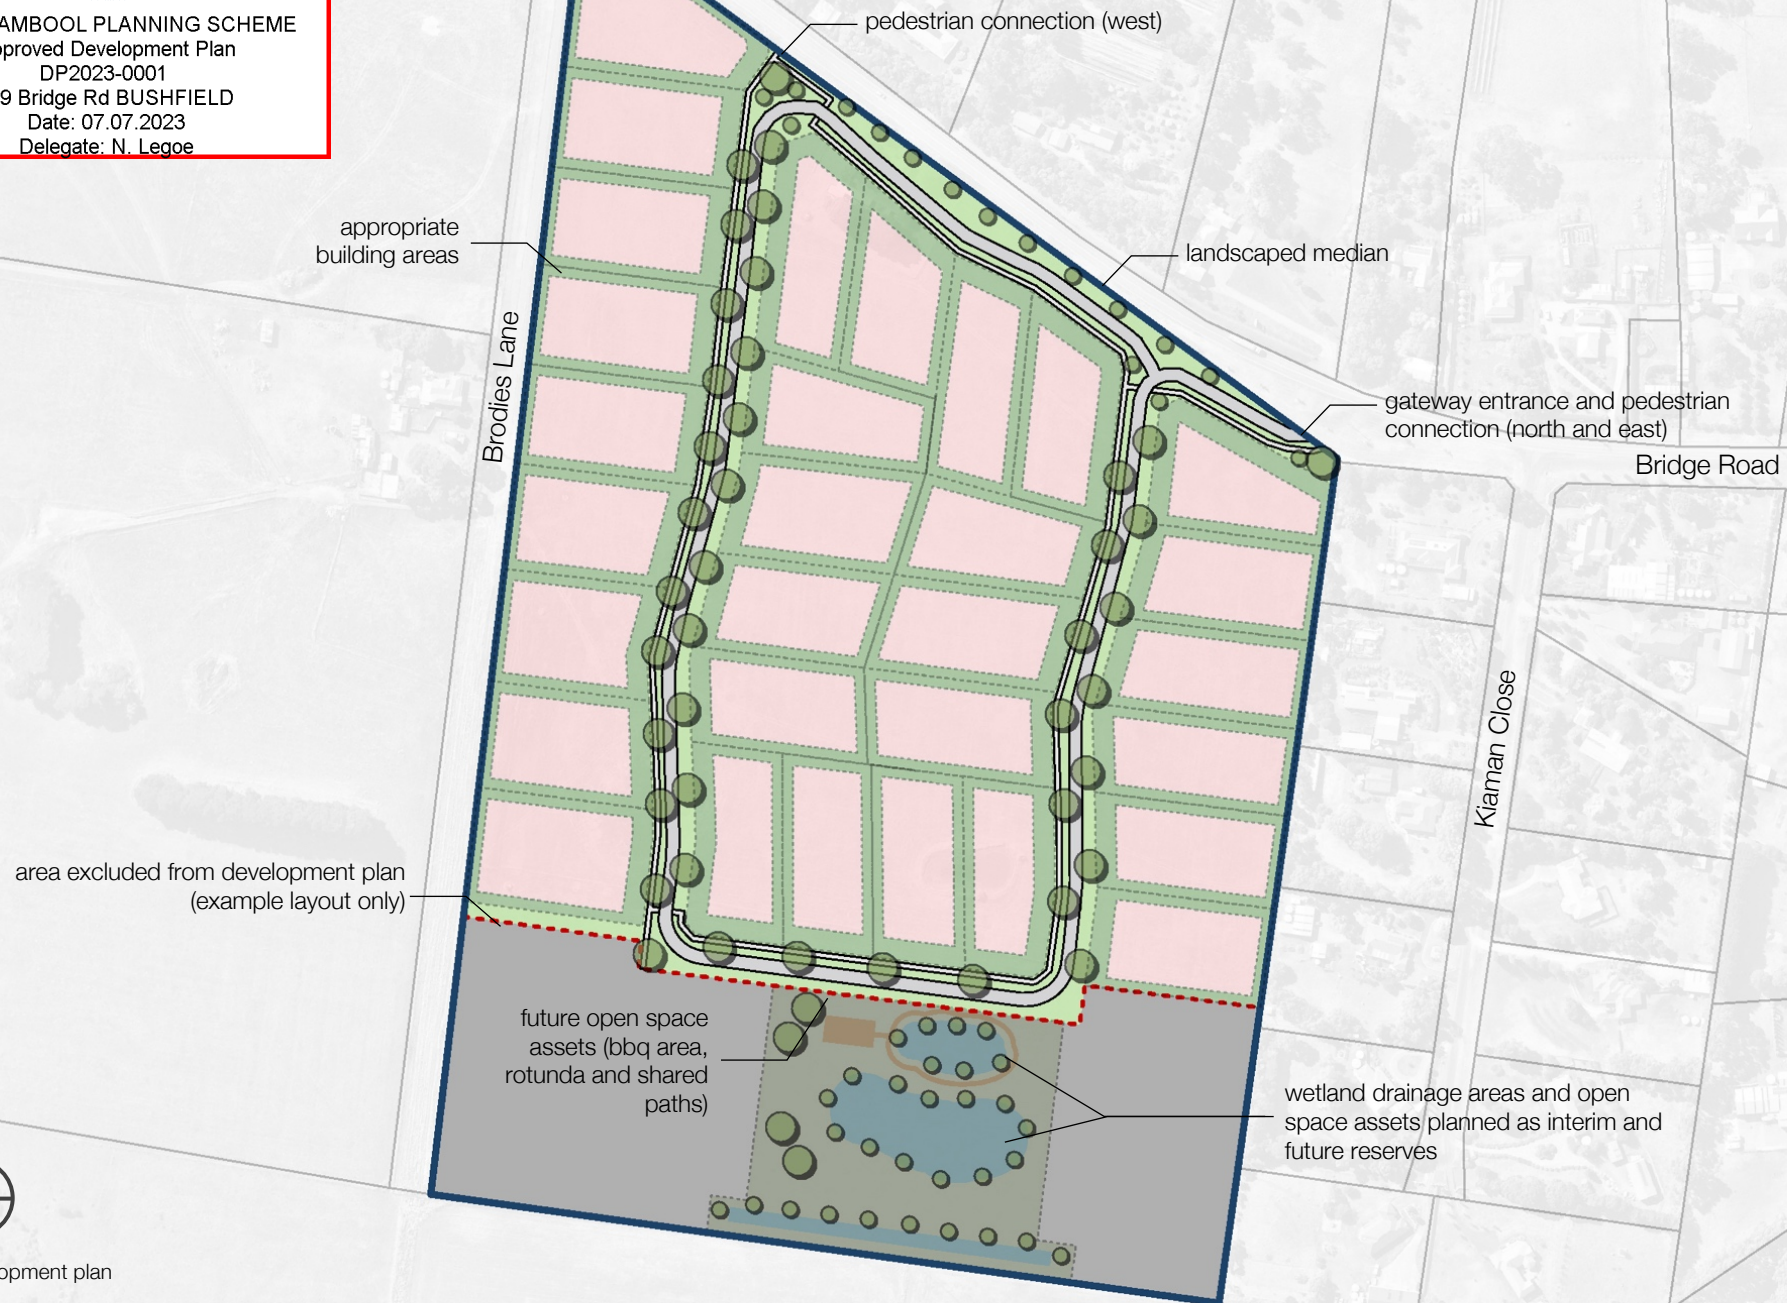 AMBOOL PLANNING SCHEME
proved Development Plan
DP2023-0001
9 Bridge Rd BUSHFIELD
Date: 07.07.2023
Delegate: N. Legoe
pedestrian connection (west)
appropriate
building areas
landscaped median
Brodies Lane
gateway entrance and pedestrian
connection (north and east)
Bridge Road
Kiaman Close
area excluded from development plan
(example layout only)
future open space
assets (bbq area,
rotunda and shared
paths)
wetland drainage areas and open
space assets planned as interim and
future reserves
opment plan